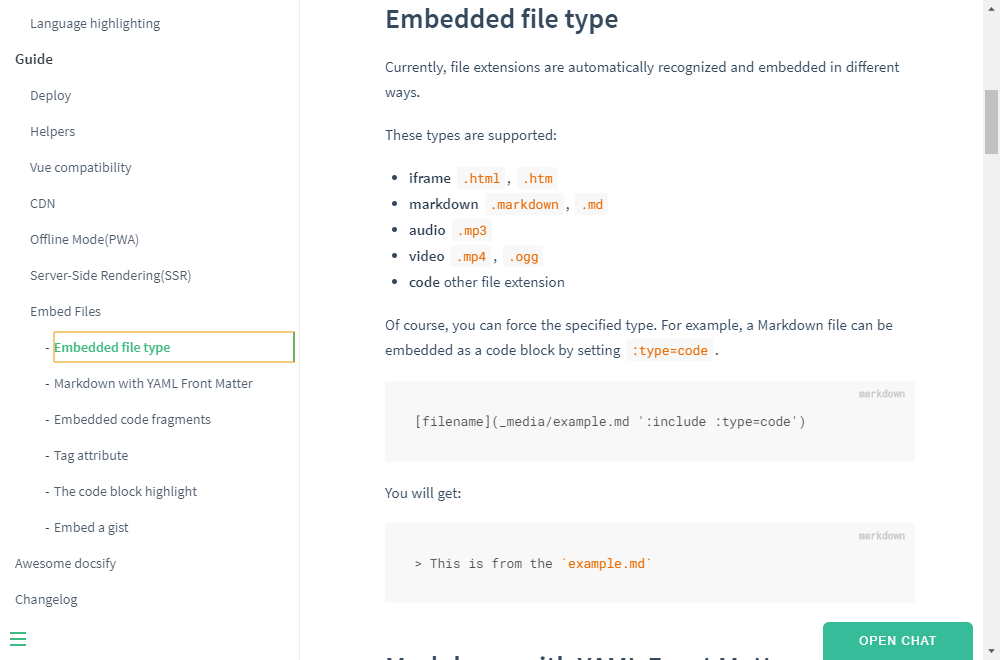 Language highlighting
Guide
Deploy
Helpers
Vue compatibility
CDN
Offline Mode(PWA)
Server-Side Rendering(SSR)
Embed Files
- Embedded file type
- Markdown with YAML Front Matter
- Embedded code fragments
- Tag attribute
- The code block highlight
- Embed a gist
Awesome docsify
Changelog
Embedded file type
Currently, file extensions are automatically recognized and embedded in different
ways.
These types are supported:
• iframe .html , .htm
• markdown .markdown , .md
• audio .mp3
• video .mp4 , .ogg
• code other file extension
Of course, you can force the specified type. For example, a Markdown file can be
embedded as a code block by setting :type=code .
markdown
[filename](_media/example.md ':include :type=code')
You will get:
markdown
> This is from the `example.md`
Markdown with YAML Front Matter
OPEN CHAT